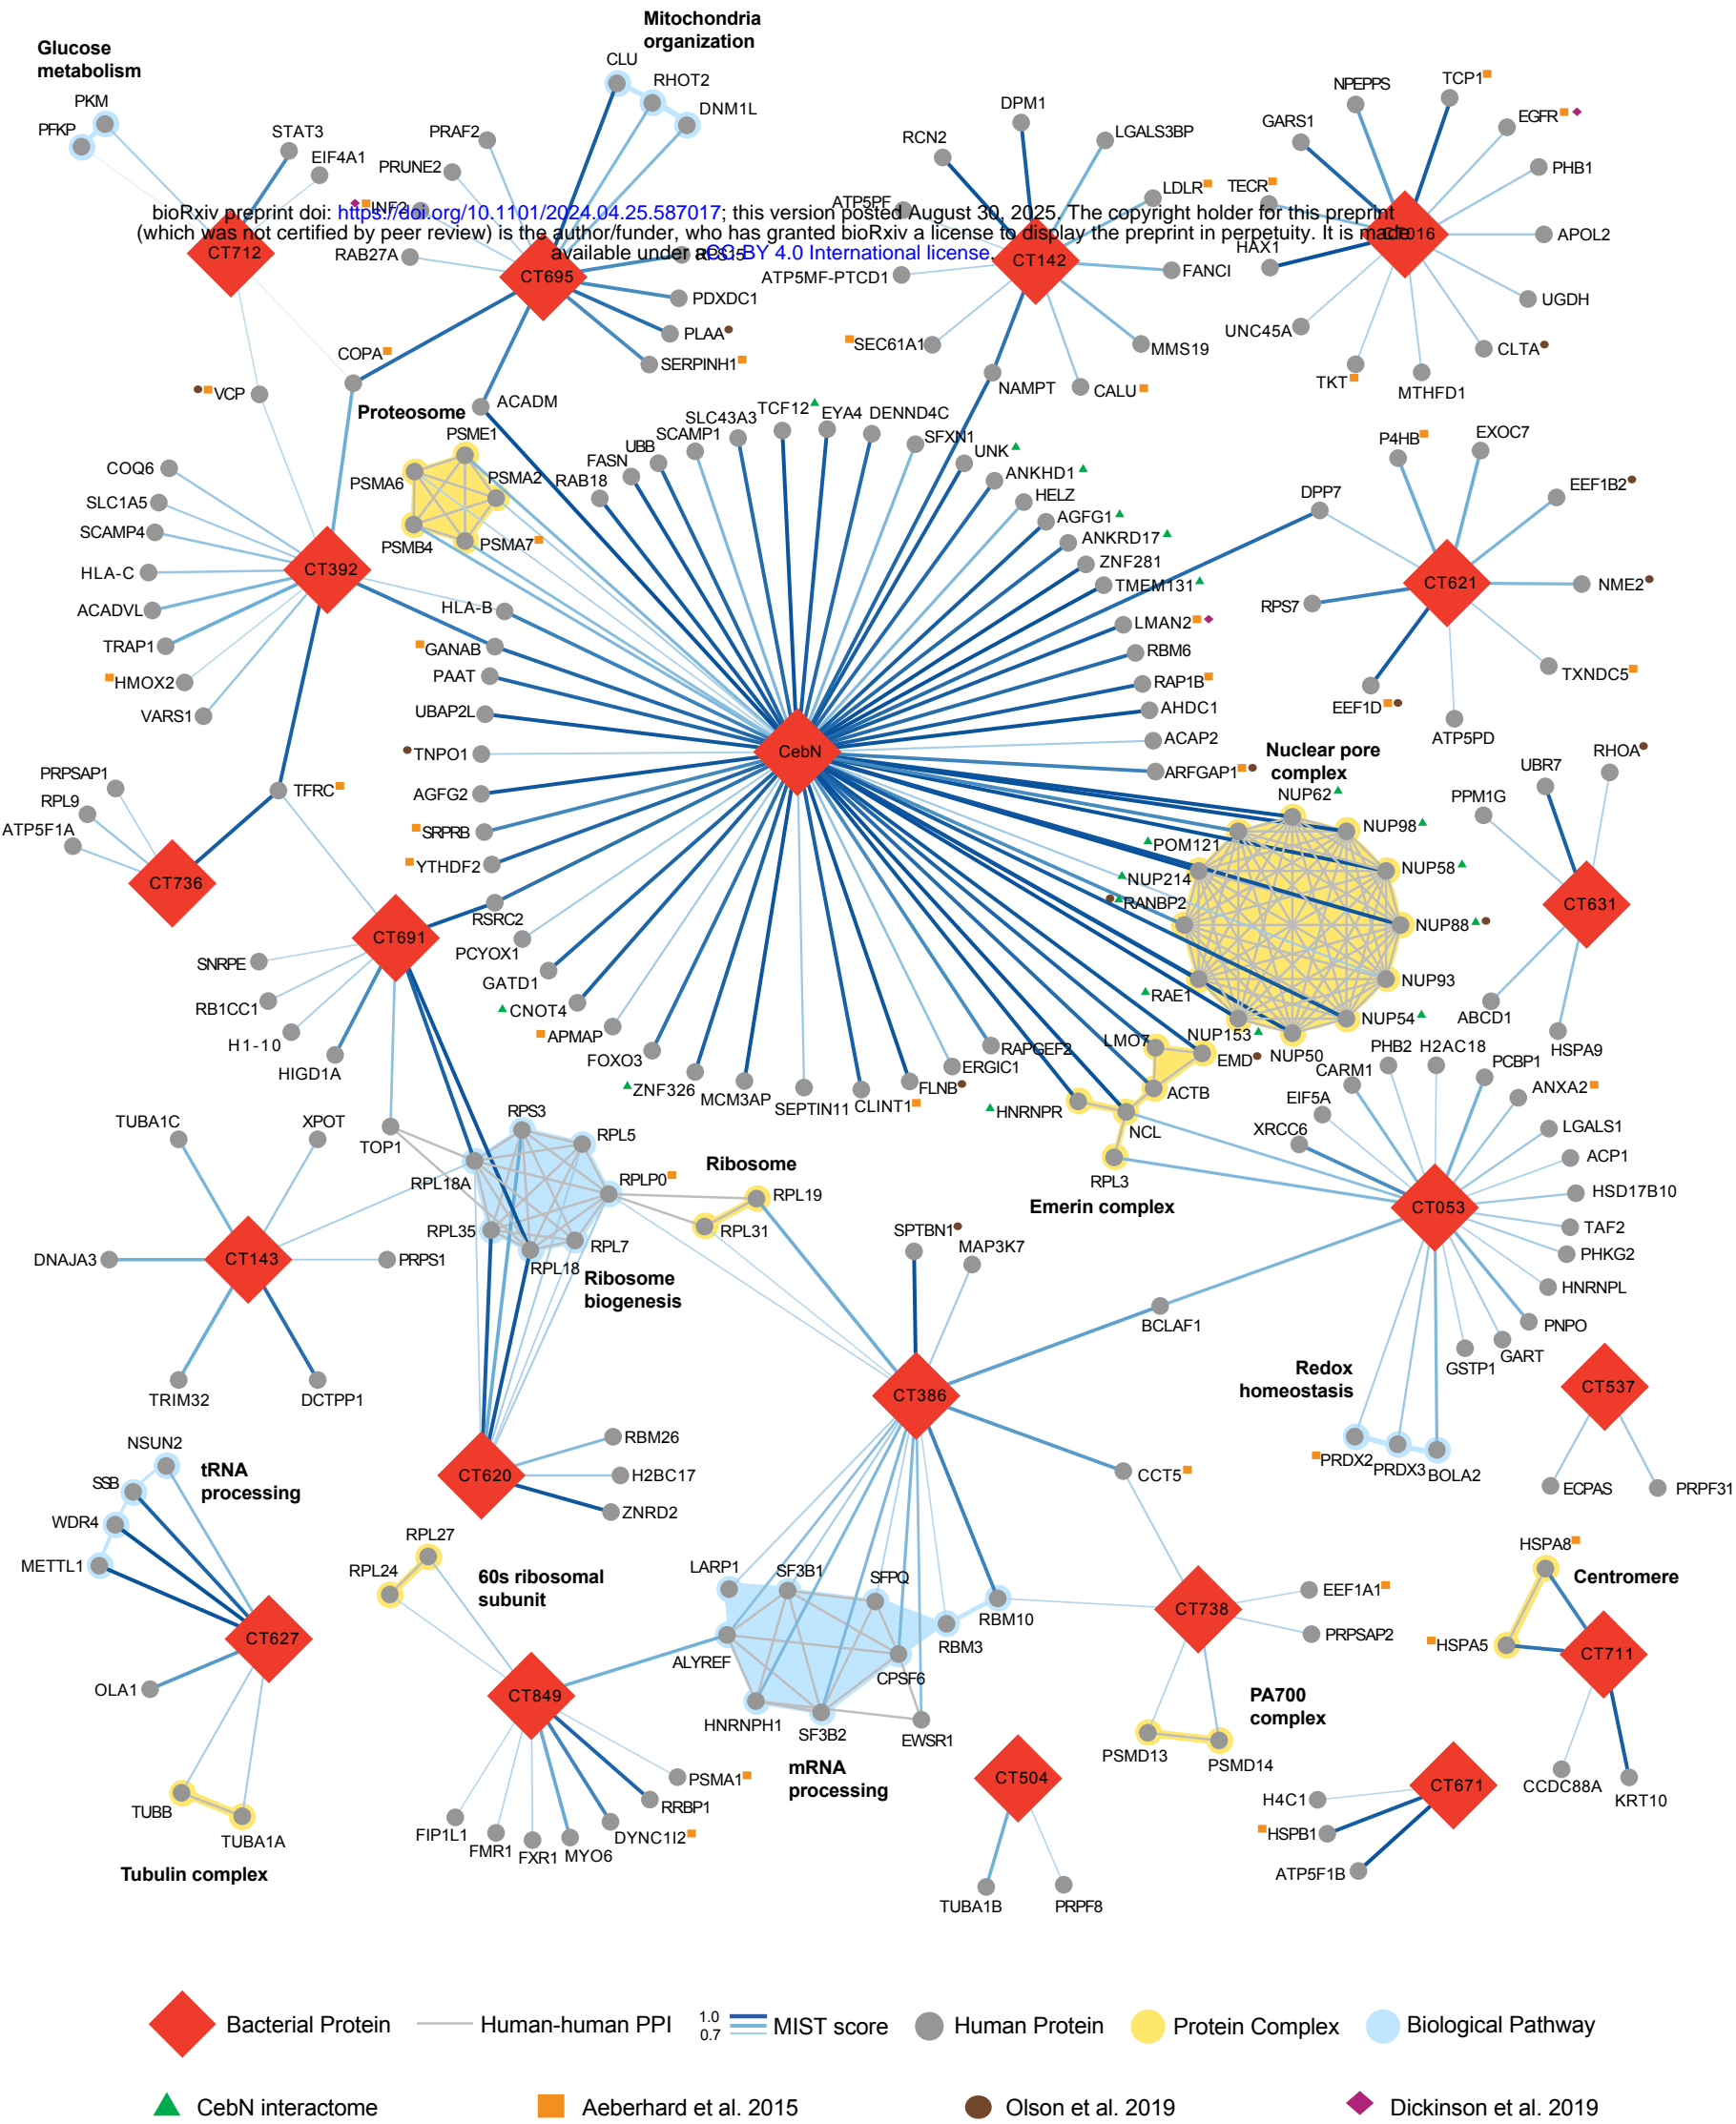 Glucose
metabolism
PKM
PFKP
STAT3
EIF4A1
CT712
Mitochondria
organization
CLU
RHOT2
DNM1L
PRAF2
PRUNE2
INF2
RAB27A
CT695
RPS15
PDXDC1
PLAA
SERPINH1
COPA
VCP
ACADM
DPM1
RCN2
LGALS3BP
LDLR
ATP5PF
ATP5MF-PTCD1
CT142
FANCI
SEC61A1
MMS19
NAMPT
CALU
NPEPPS
TCP1
EGFR
GARS1
PHB1
TECR
CT016
APOL2
HAX1
UGDH
UNC45A
CLTA
TKT
MTHFD1
bioRxiv preprint doi: https://doi.org/10.1101/2024.04.25.587017; this version posted August 30, 2025. The copyright holder for this preprint
(which was not certified by peer review) is the author/funder, who has granted bioRxiv a license to display the preprint in perpetuity. It is made
available under aCC-BY 4.0 International license.
Proteosome
PSME1
PSMA6
PSMA2
PSMB4
PSMA7
COQ6
SLC1A5
SCAMP4
HLA-C
ACADVL
TRAP1
HMOX2
VARS1
CT392
RAB18
FASN
UBB
SCAMP1
SLC43A3
TCF12
EYA4
DENND4C
SFXN1
UNK
ANKHD1
HELZ
AGFG1
ANKRD17
ZNF281
TMEM131
LMAN2
RBM6
RAP1B
AHDC1
ACAP2
ARFGAP1
HLA-B
GANAB
PAAT
UBAP2L
TNPO1
AGFG2
SRPRB
YTHDF2
RSRC2
PCYOX1
GATD1
CNOT4
APMAP
FOXO3
ZNF326
MCM3AP
SEPTIN11
CLINT1
FLNB
ERGIC1
RAPGEF2
CebN
P4HB
EXOC7
DPP7
EEF1B2
CT621
NME2
RPS7
TXNDC5
EEF1D
ATP5PD
Nuclear pore
complex
NUP62
NUP98
POM121
NUP58
NUP214
RANBP2
NUP88
NUP93
RAE1
NUP54
NUP153
NUP50
RHOA
UBR7
PPM1G
CT631
ABCD1
HSPA9
PRPSAP1
RPL9
ATP5F1A
TFRC
CT736
CT691
SNRPE
RB1CC1
H1-10
HIGD1A
TOP1
LMO7
EMD
ACTB
HNRNPR
NCL
RPL3
Emerin complex
PHB2
H2AC18
PCBP1
CARM1
ANXA2
EIF5A
XRCC6
LGALS1
ACP1
HSD17B10
CT053
TAF2
PHKG2
HNRNPL
PNPO
GART
GSTP1
BCLAF1
Redox
homeostasis
PRDX2
PRDX3
BOLA2
TUBA1C
XPOT
DNAJA3
CT143
PRPS1
TRIM32
DCTPP1
RPS3
RPL5
RPL18A
RPLP0
RPL35
RPL7
RPL18
Ribosome
biogenesis
Ribosome
RPL19
RPL31
SPTBN1
MAP3K7
CT386
CT537
ECPAS
PRPF31
CT620
RBM26
H2BC17
ZNRD2
NSUN2
tRNA
processing
SSB
WDR4
METTL1
CT627
OLA1
TUBB
TUBA1A
Tubulin complex
RPL27
RPL24
60s ribosomal
subunit
CT849
FIP1L1
FMR1
FXR1
MYO6
DYNC1I2
RRBP1
PSMA1
LARP1
SF3B1
SFPQ
RBM10
RBM3
ALYREF
CPSF6
HNRNPH1
SF3B2
EWSR1
mRNA
processing
CCT5
CT738
EEF1A1
PRPSAP2
PA700
complex
PSMD13
PSMD14
HSPA8
Centromere
HSPA5
CT711
CCDC88A
KRT10
CT504
TUBA1B
PRPF8
CT671
H4C1
HSPB1
ATP5F1B
Bacterial Protein
Human-human PPI
1.0
0.7
MIST score
Human Protein
Protein Complex
Biological Pathway
CebN interactome
Aeberhard et al. 2015
Olson et al. 2019
Dickinson et al. 2019